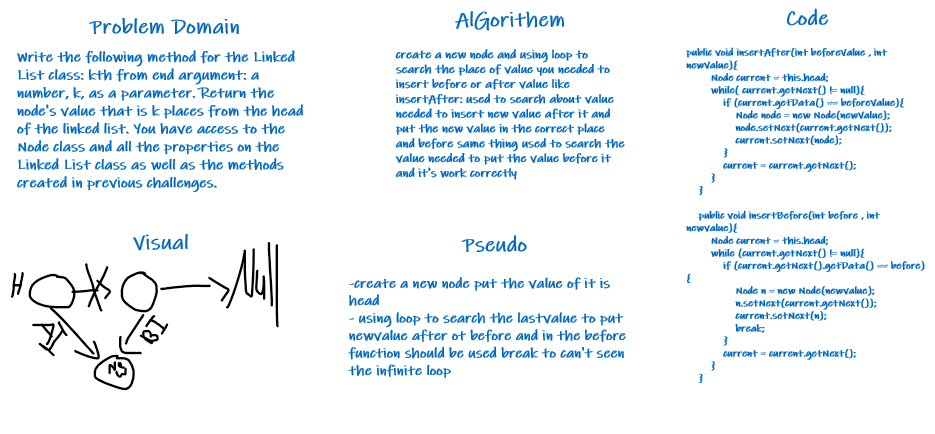 Problem Domain
Write the following method for the Linked
List class: kth from end argument: a
number, k, as a parameter. Return the
node's value that is k places from the head
of the linked list. You have access to the
Node class and all the properties on the
Linked List class as well as the methods
created in previous challenges.
AlGorithem
create a new node and using loop to
search the place of value you needed to
insert before or after value like
insertAfter: used to search about value
needed to insert new value after it and
put the new value in the correct place
and before same thing used to search the
value needed to put the value before it
and it's work correctly
Code
public void insertAfter(int beforeValue , int
newValue){
Node current = this.head;
while( current.getNext() != null){
if (current.getData() == beforeValue){
Node node = new Node(newValue);
node.setNext(current.getNext());
current.setNext(node);
}
current = current.getNext();
}
}
public void insertBefore(int before , int
newvalue){
Node current = this.head;
while (current.getNext() != null){
if (current.getNext().getData() == before)
{
Node n = new Node(newvalue);
n.setNext(current.getNext());
current.setNext(n);
break;
}
current = current.getNext();
}
}
Visual
H
Null
AI
BI
Pseudo
-create a new node put the value of it is
head
- using loop to search the lastvalue to put
newvalue after ot before and in the before
function should be used break to can't seen
the infinite loop